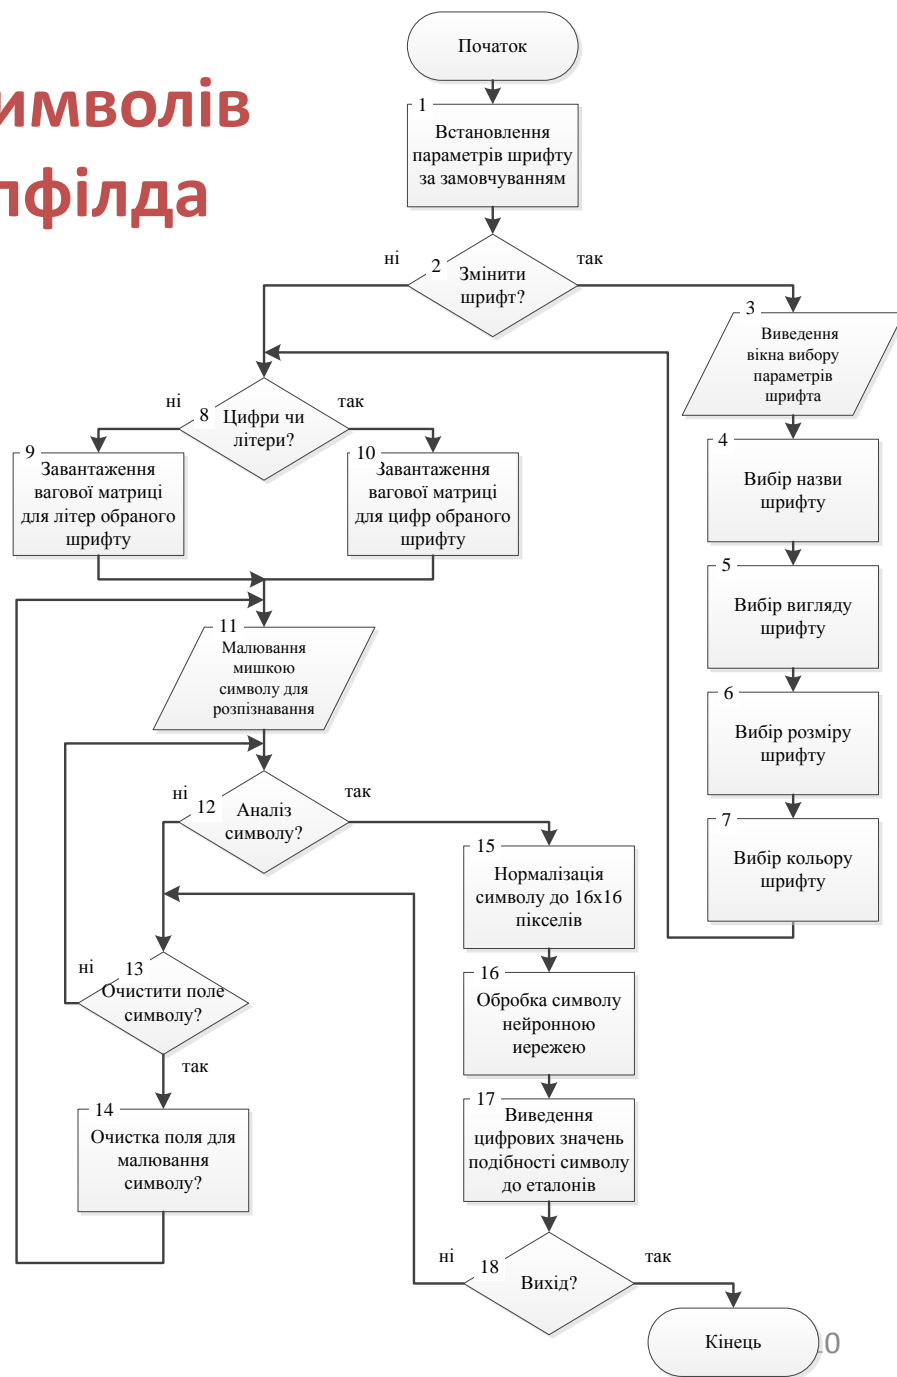 имволів
пфілда
Початок
1
Встановлення
параметрів шрифту
за замовчуванням
ні
2
Змінити
шрифт?
так
3
Виведення
вікна вибору
параметрів
шрифта
4
Вибір назви
шрифту
5
Вибір вигляду
шрифту
6
Вибір розміру
шрифту
7
Вибір кольору
шрифту
ні
8
Цифри чи
літери?
так
9
Завантаження
вагової матриці
для літер обраного
шрифту
10
Завантаження
вагової матриці
для цифр обраного
шрифту
11
Малювання
мишкою
символу для
розпізнавання
ні
12
Аналіз
символу?
так
ні
13
Очистити поле
символу?
так
14
Очистка поля для
малювання
символу?
15
Нормалізація
символу до 16х16
пікселів
16
Обробка символу
нейронною
иережею
17
Виведення
цифрових значень
подібності символу
до еталонів
ні
18
Вихід?
так
Кінець